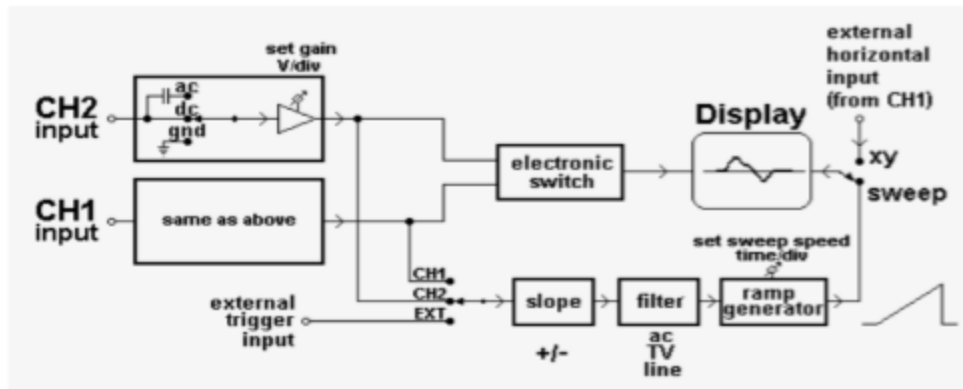 set gain
V/div
ac
dc
gnd
CH2
input
CH1
input
same as above
electronic
switch
Display
external
horizontal
input
(from CH1)
xy
sweep
set sweep speed
time/div
CH1
CH2
EXT
external
trigger
input
slope
+/-
filter
ac
TV
line
ramp
generator